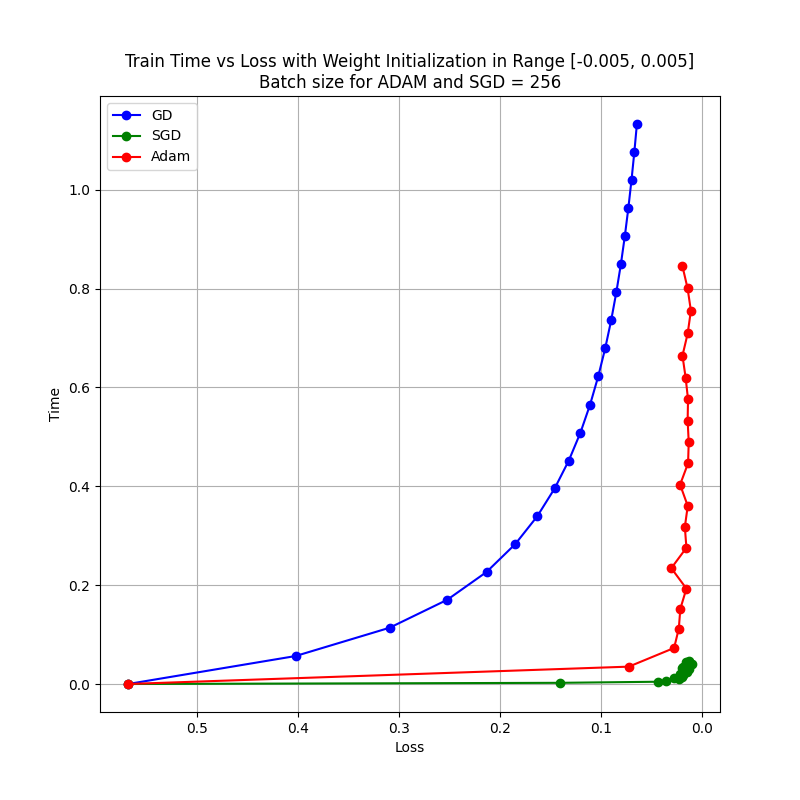 Train Time vs Loss with Weight Initialization in Range [-0.005, 0.005]
Batch size for ADAM and SGD = 256
GD
SGD
Adam
1.0
0.8
0.6
0.4
0.2
0.0
Time
0.5 0.4 0.3 0.2 0.1 0.0
Loss